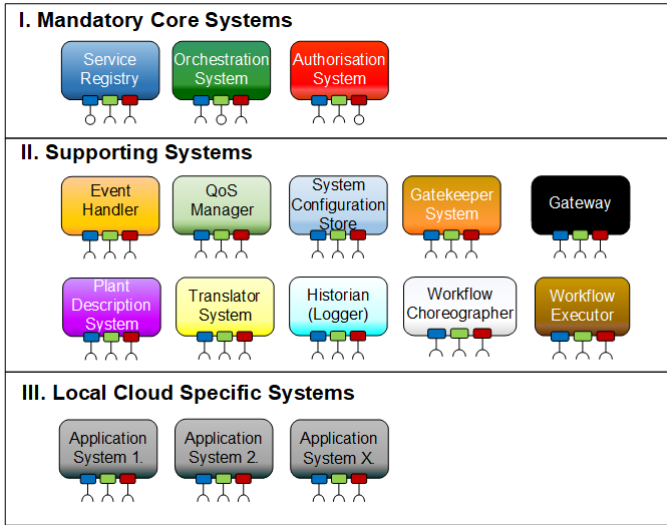 I. Mandatory Core Systems
Service
Registry
Orchestration
System
Authorisation
System
II. Supporting Systems
Event
Handler
QoS
Manager
System
Configuration
Store
Gatekeeper
System
Gateway
Plant
Description
System
Translator
System
Historian
(Logger)
Workflow
Choreographer
Workflow
Executor
III. Local Cloud Specific Systems
Application
System 1.
Application
System 2.
Application
System X.